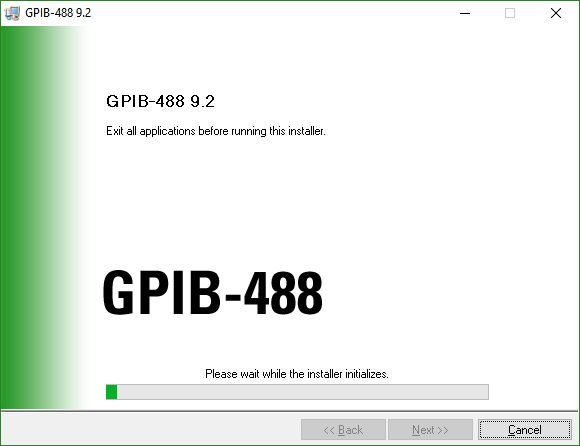 GPIB-488 9.2
GPIB-488 9.2
Exit all applications before running this installer.
GPIB-488
Please wait while the installer initializes.
<< Back
Next >>
Cancel